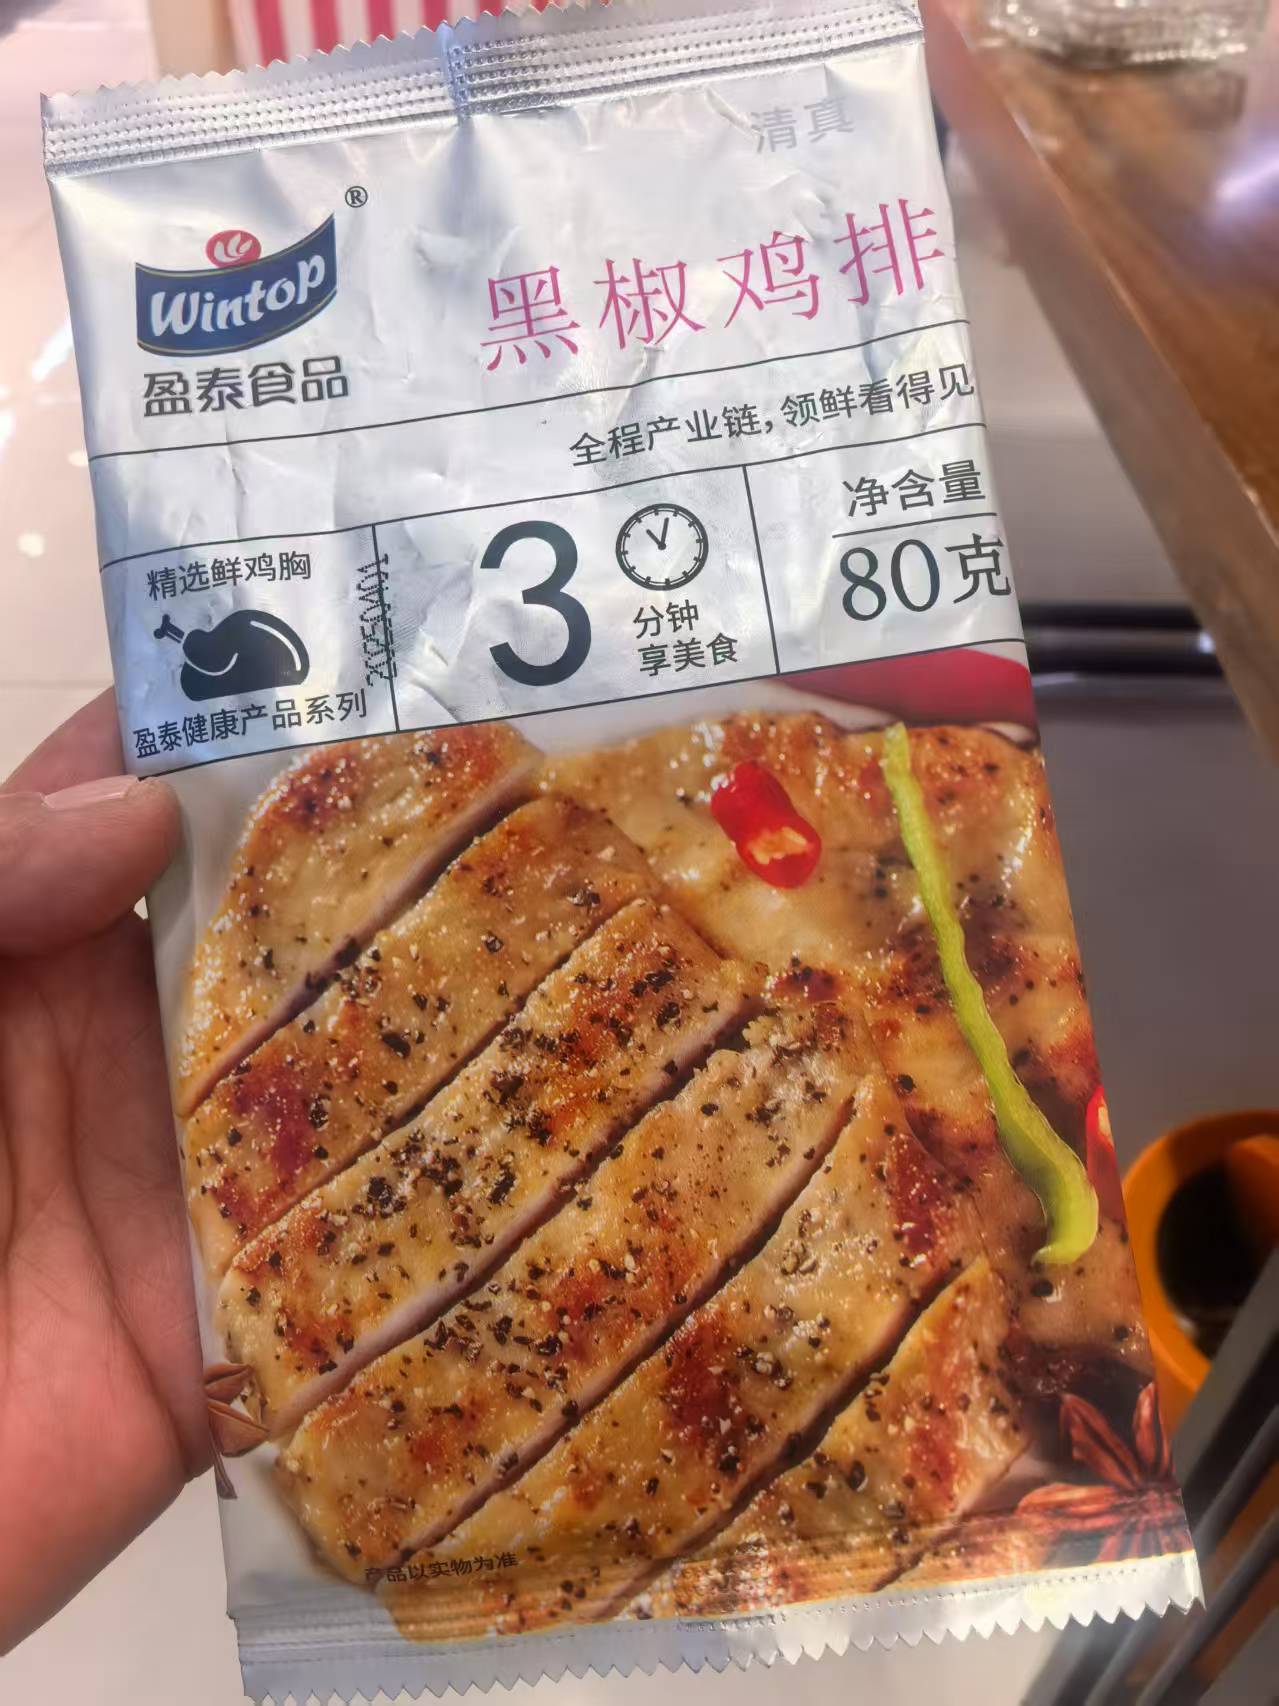 清真
®
Wintop
盈泰食品
黑椒鸡排
全程产业链,领鲜看得见
精选鲜鸡胸
盈泰健康产品系列
20250401
3
分钟
享美食
净含量
80克
产品以实物为准